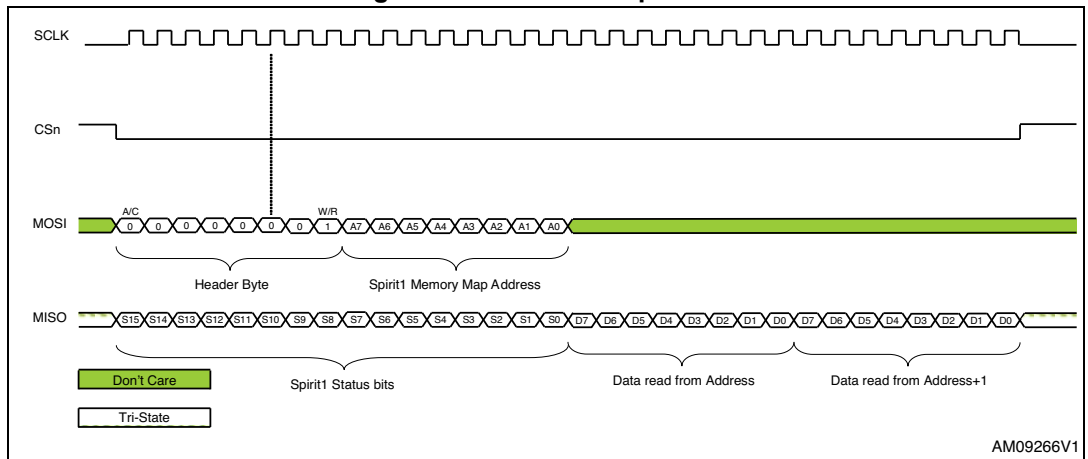 SCLK
CSn
A/C W/R
MOSI 0 0 0 0 0 0 0 1 A7 A6 A5 A4 A3 A2 A1 A0
Header Byte Spirit1 Memory Map Address
MISO S15 S14 S13 S12 S11 S10 S9 S8 S7 S6 S5 S4 S3 S2 S1 S0 D7 D6 D5 D4 D3 D2 D1 D0 D7 D6 D5 D4 D3 D2 D1 D0
Don't Care Spirit1 Status bits Data read from Address Data read from Address+1
Tri-State
AM09266V1